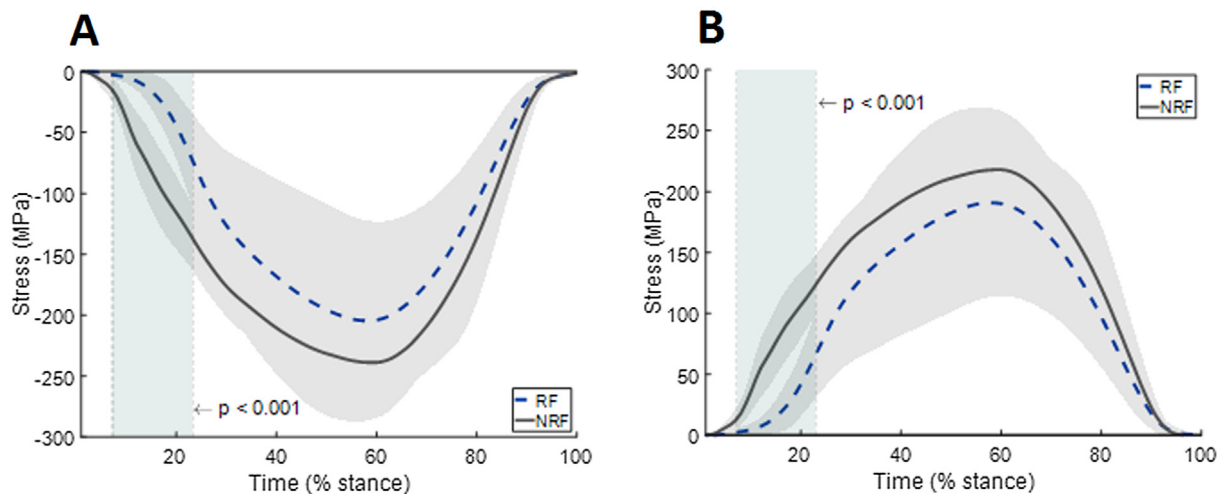 A
0
-50
-100
-150
-200
-250
-300
Stress (MPa)
← p < 0.001
RF
NRF
20
40
60
80
100
Time (% stance)
B
300
250
200
150
100
50
0
Stress (MPa)
← p < 0.001
RF
NRF
20
40
60
80
100
Time (% stance)